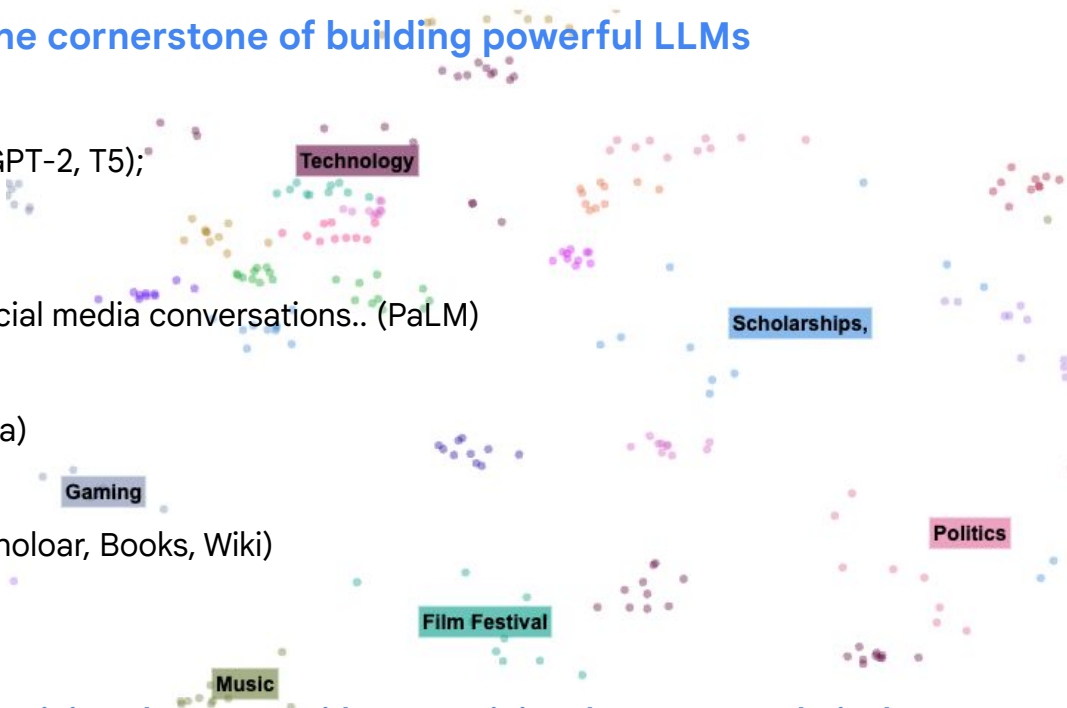 he cornerstone of building powerful LLMs
GPT-2, T5);
Technology
cial media conversations.. (PaLM)
Scholarships,
a)
Gaming
holoar, Books, Wiki)
Politics
Film Festival
Music